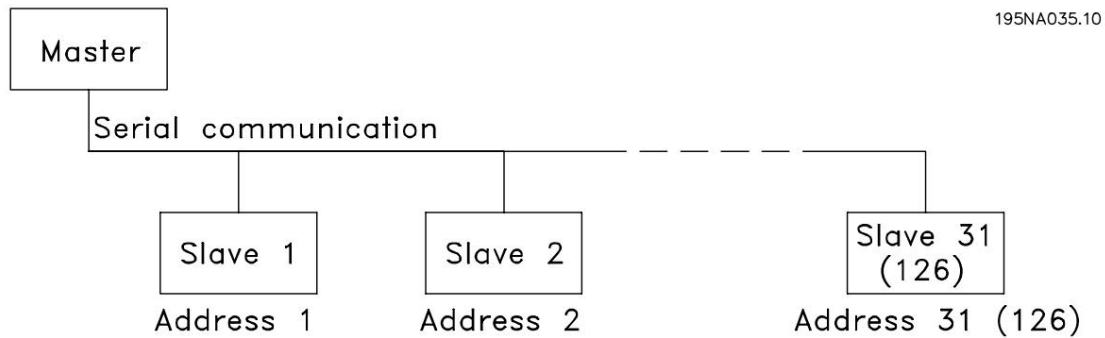 195NA035.10
Master
Serial communication
Slave 1
Slave 2
Slave 31
(126)
Address 1
Address 2
Address 31 (126)